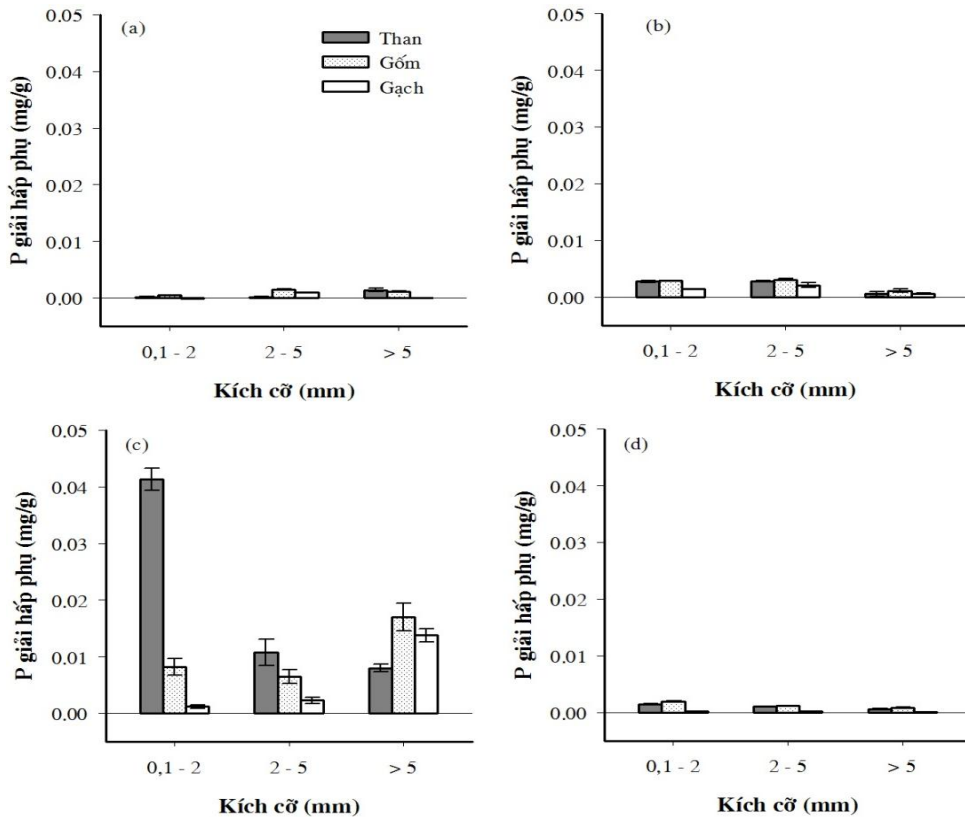 (a)
Than
Gốm
Gạch
0.05
0.04
0.03
0.02
0.01
0.00
P giải hấp phụ (mg/g)
0,1 - 2
2 - 5
> 5
Kích cỡ (mm)
(b)
0.05
0.04
0.03
0.02
0.01
0.00
P giải hấp phụ (mg/g)
0,1 - 2
2 - 5
> 5
Kích cỡ (mm)
(c)
0.05
0.04
0.03
0.02
0.01
0.00
P giải hấp phụ (mg/g)
0,1 - 2
2 - 5
> 5
Kích cỡ (mm)
(d)
0.05
0.04
0.03
0.02
0.01
0.00
P giải hấp phụ (mg/g)
0,1 - 2
2 - 5
> 5
Kích cỡ (mm)